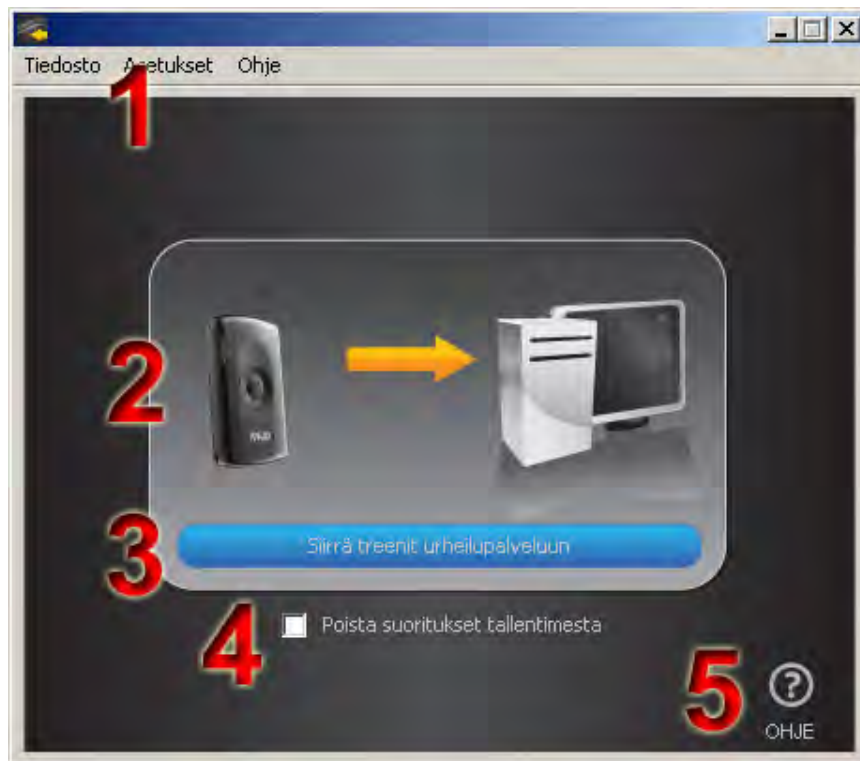 Tiedosto Asetukset Ohje
1
2
3
Siirrä treenit urheilupalveluun
4
Poista suoritukset tallentimesta
5
OHJE